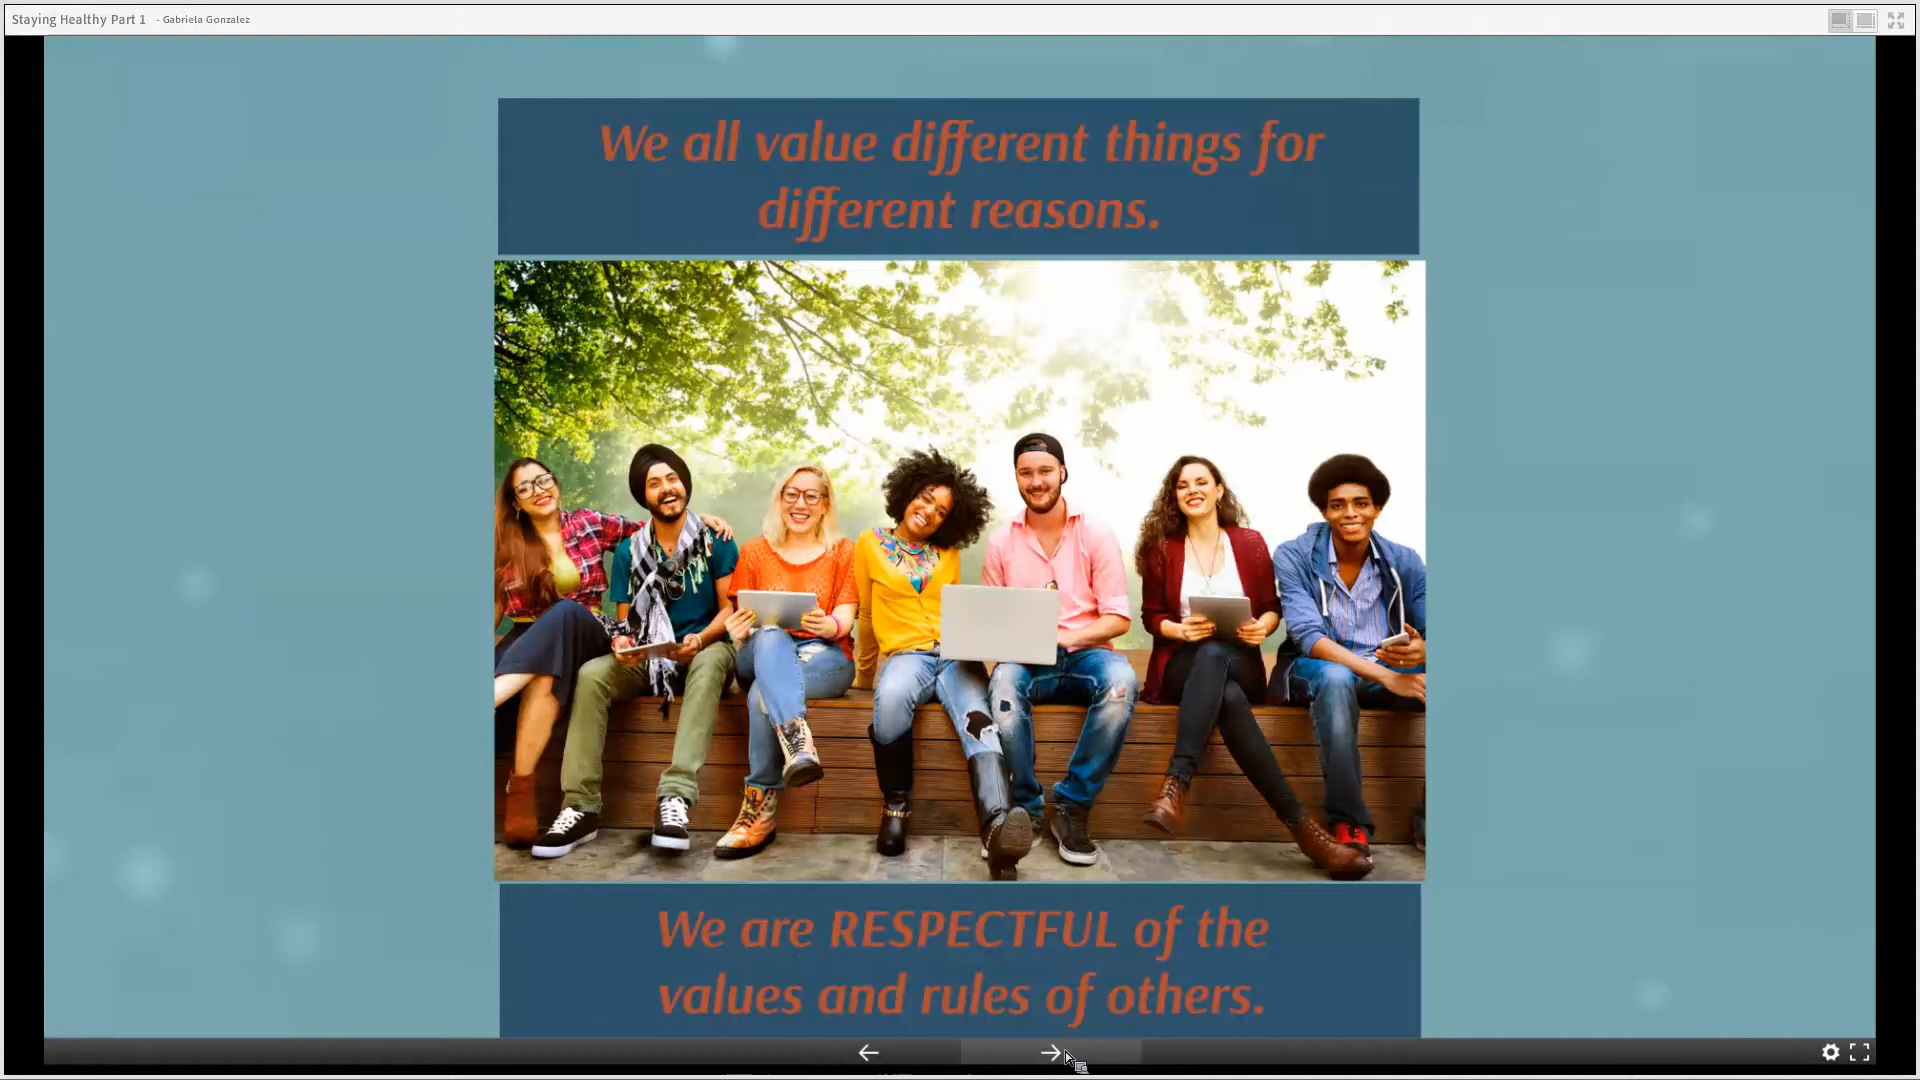 Staying Healthy Part 1 - Gabriela Gonzalez
We all value different things for
different reasons.
We are RESPECTFUL of the
values and rules of others.